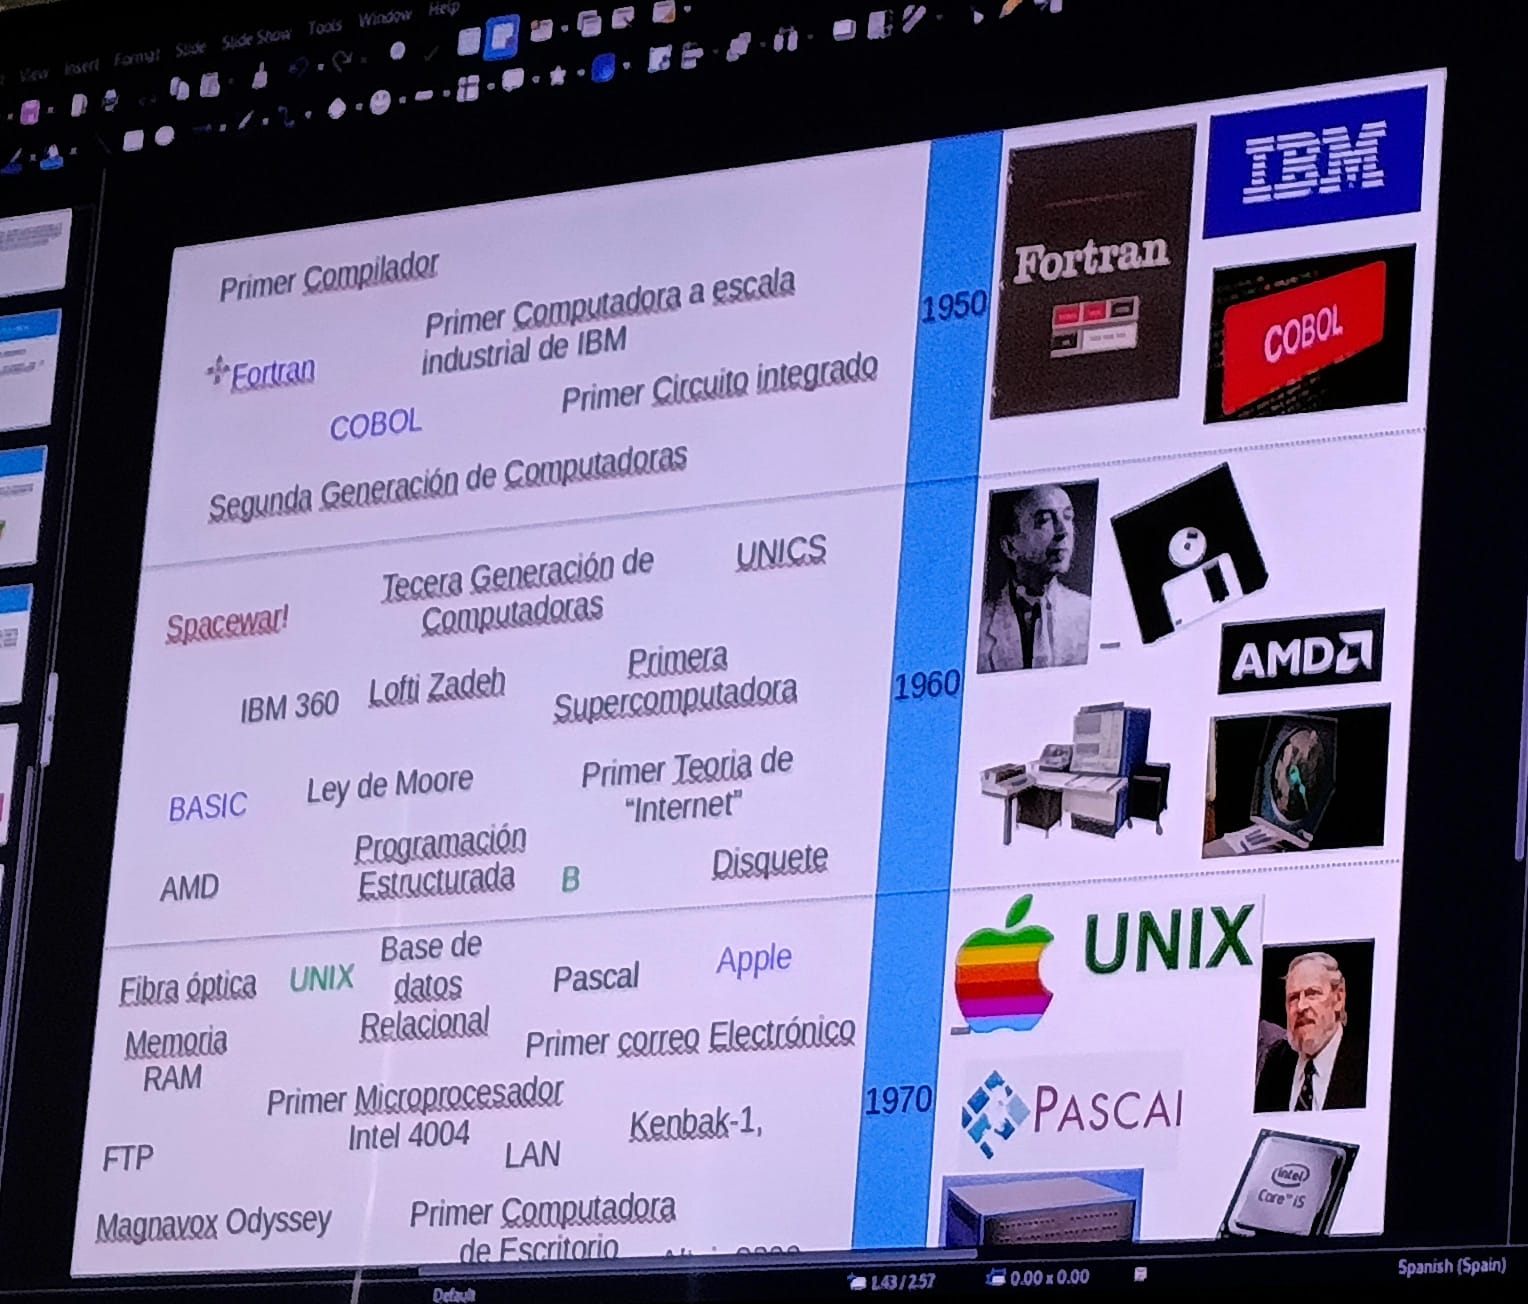 View Insert Format Slide Slide Show Tools Window Help
Primer Compilador
Primer Computadora a escala
industrial de IBM
Fortran
COBOL
Primer Circuito integrado
Segunda Generación de Computadoras
1950
Fortran
IBM
COBOL
Tecera Generación de
Computadoras
UNICS
Spacewar!
IBM 360
Lofti Zadeh
Primera
Supercomputadora
BASIC
Ley de Moore
Primer Teoria de
“Internet”
AMD
Programación
Estructurada
B
Disquete
1960
AMD
Fibra óptica
UNIX
Base de
datos
Relacional
Pascal
Apple
Memoria
RAM
Primer correo Electrónico
Primer Microprocesador
Intel 4004
Kenbak-1,
FTP
LAN
Magnavox Odyssey
Primer Computadora
de Escritorio
1970
UNIX
PASCAL
intel
Core i5
Default
1.43 / 2.57
0.00 x 0.00
Spanish (Spain)